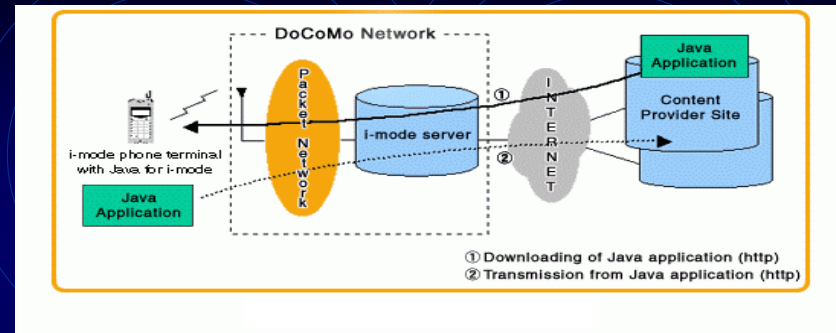 DoCoMo Network
Java
Application
Packet Network
①
INTERNET
Content
Provider Site
i-mode server
②
i-mode phone terminal
with Java for i-mode
Java
Application
① Downloading of Java application (http)
② Transmission from Java application (http)